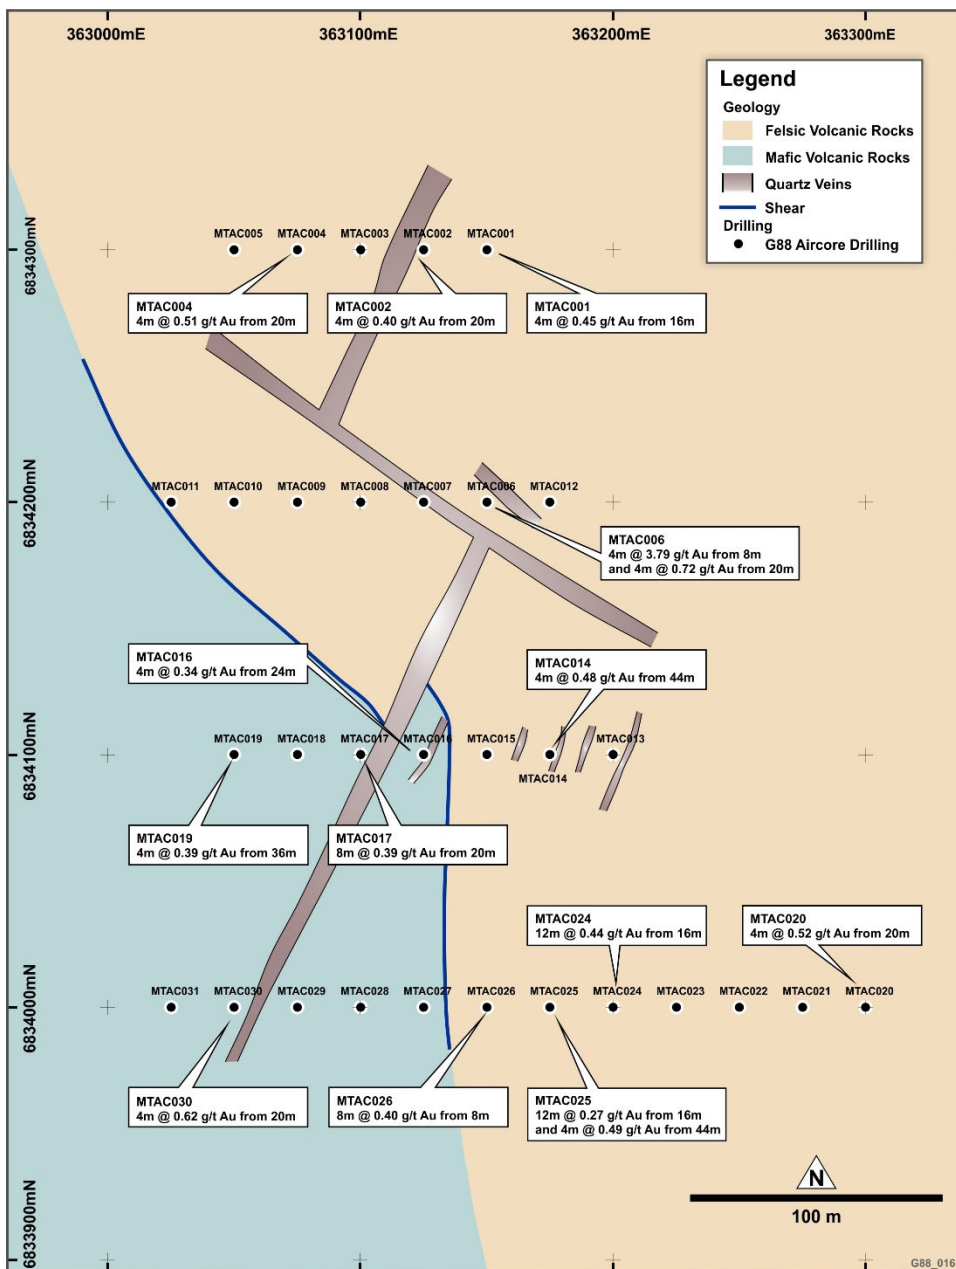 363000mE
363100mE
363200mE
363300mE
Legend
Geology
Felsic Volcanic Rocks
Mafic Volcanic Rocks
Quartz Veins
Shear
Drilling
G88 Aircore Drilling
6834300mN
MTAC005
MTAC004
MTAC003
MTAC002
MTAC001
MTAC004
4m @ 0.51 g/t Au from 20m
MTAC002
4m @ 0.40 g/t Au from 20m
MTAC001
4m @ 0.45 g/t Au from 16m
6834200mN
MTAC011
MTAC010
MTAC009
MTAC008
MTAC007
MTAC006
MTAC012
MTAC006
4m @ 3.79 g/t Au from 8m
and 4m @ 0.72 g/t Au from 20m
MTAC016
4m @ 0.34 g/t Au from 24m
MTAC014
4m @ 0.48 g/t Au from 44m
6834100mN
MTAC019
MTAC018
MTAC017
MTAC016
MTAC015
MTAC014
MTAC013
MTAC019
4m @ 0.39 g/t Au from 36m
MTAC017
8m @ 0.39 g/t Au from 20m
MTAC024
12m @ 0.44 g/t Au from 16m
MTAC020
4m @ 0.52 g/t Au from 20m
6834000mN
MTAC031
MTAC030
MTAC029
MTAC028
MTAC027
MTAC026
MTAC025
MTAC024
MTAC023
MTAC022
MTAC021
MTAC020
MTAC030
4m @ 0.62 g/t Au from 20m
MTAC026
8m @ 0.40 g/t Au from 8m
MTAC025
12m @ 0.27 g/t Au from 16m
and 4m @ 0.49 g/t Au from 44m
6833900mN
N
100 m
G88_016